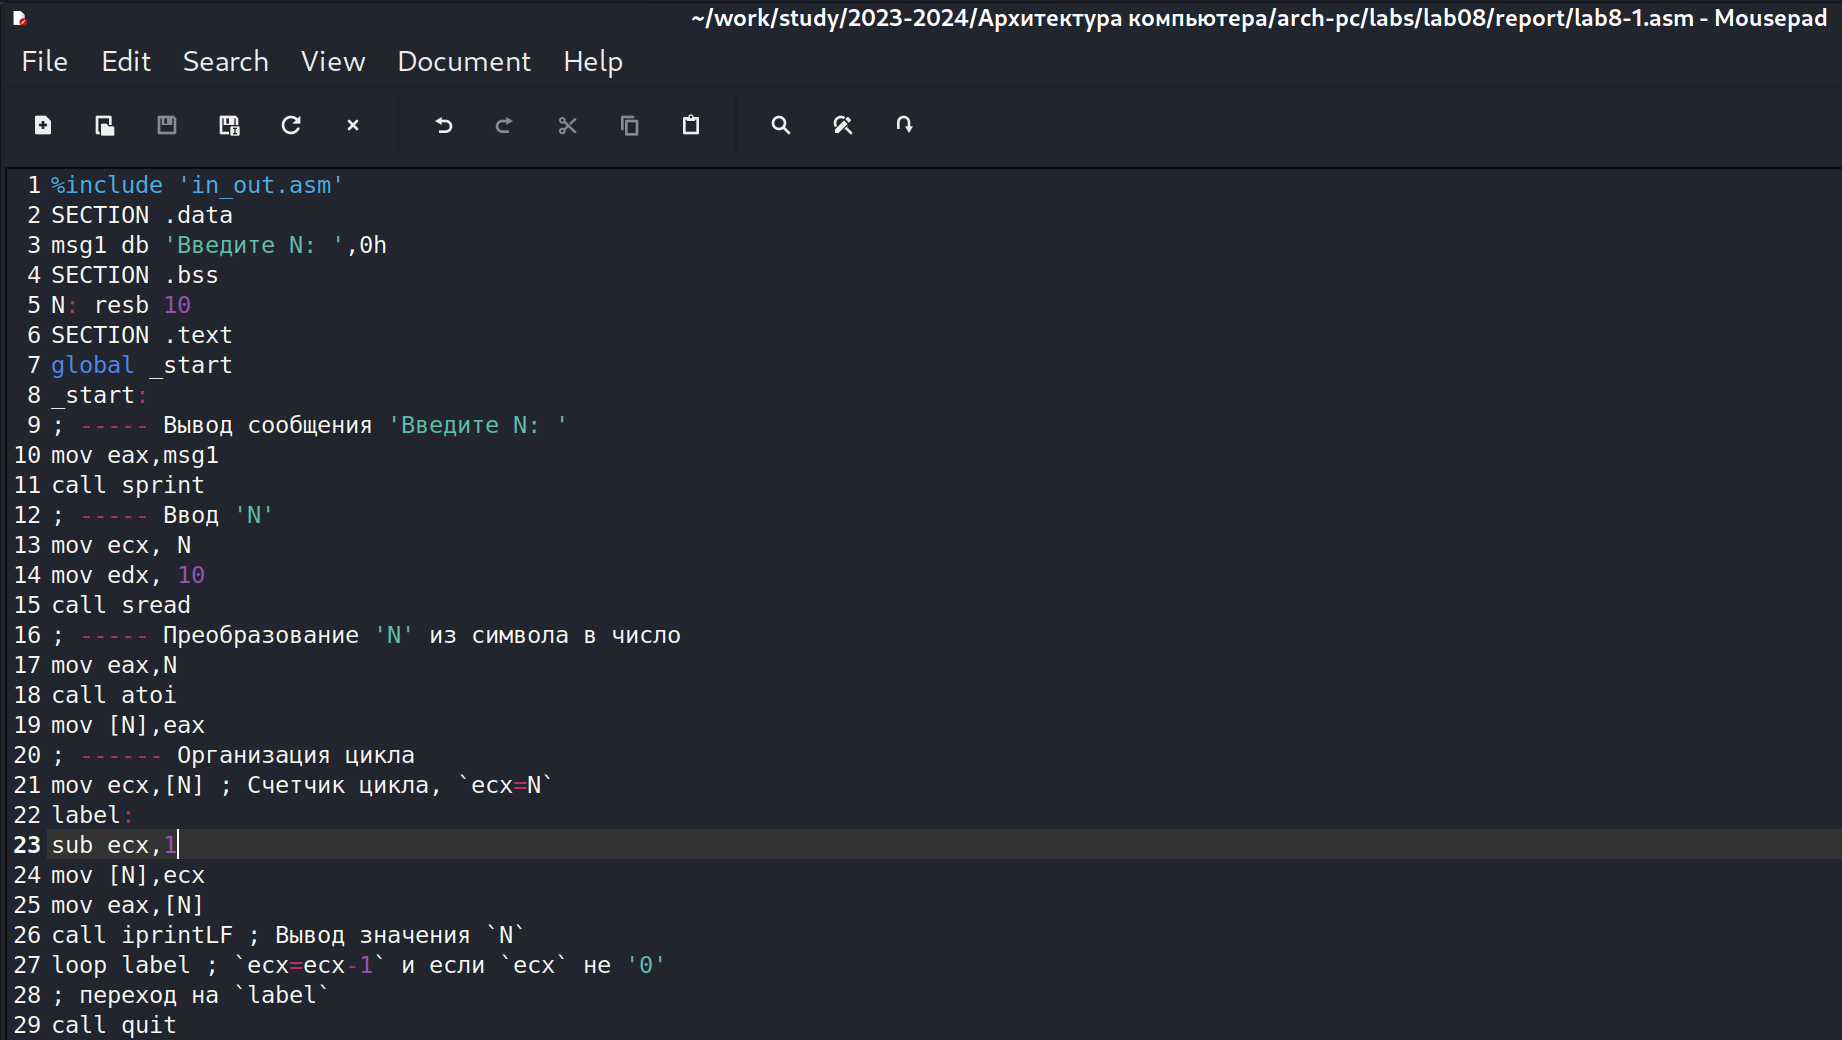 ~/work/study/2023-2024/Архитектура компьютера/arch-pc/labs/lab08/report/lab8-1.asm - Mousepad
File Edit Search View Document Help
1 %include 'in_out.asm'
2 SECTION .data
3 msg1 db 'Введите N: ',0h
4 SECTION .bss
5 N: resb 10
6 SECTION .text
7 global _start
8 _start:
9 ; ----- Вывод сообщения 'Введите N: '
10 mov eax,msg1
11 call sprint
12 ; ----- Ввод 'N'
13 mov ecx, N
14 mov edx, 10
15 call sread
16 ; ----- Преобразование 'N' из символа в число
17 mov eax,N
18 call atoi
19 mov [N],eax
20 ; ------ Организация цикла
21 mov ecx,[N] ; Счетчик цикла, `ecx=N`
22 label:
23 sub ecx,1
24 mov [N],ecx
25 mov eax,[N]
26 call iprintLF ; Вывод значения `N`
27 loop label ; `ecx=ecx-1` и если `ecx` не '0'
28 ; переход на `label`
29 call quit